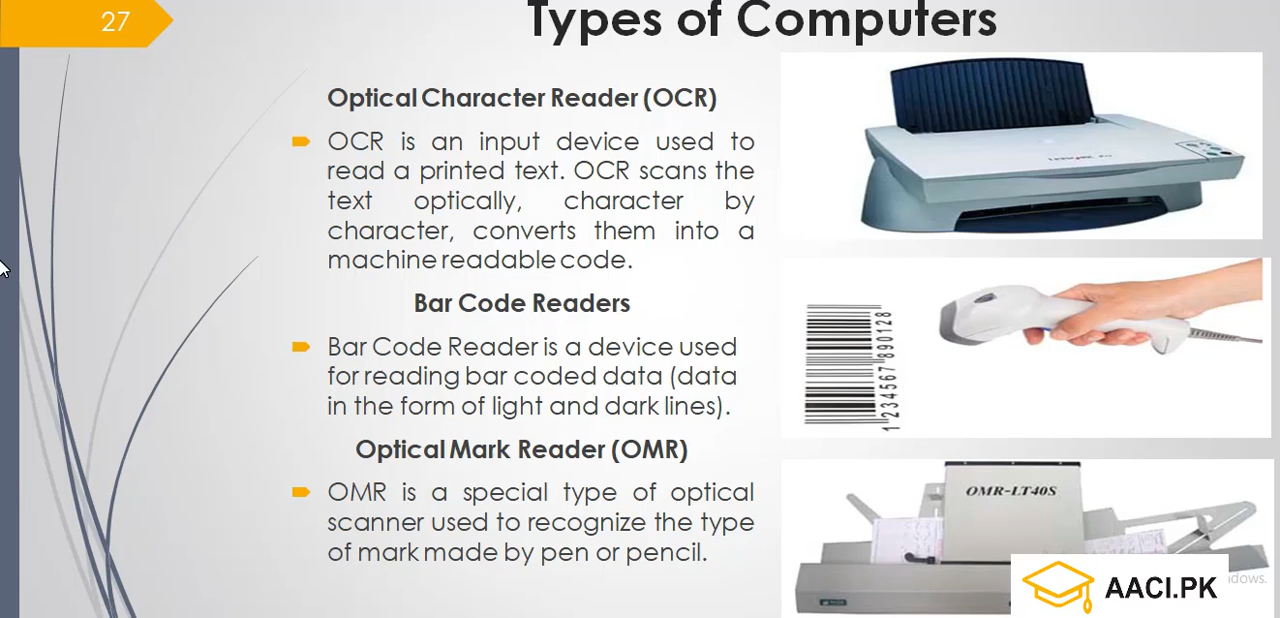 27
Types of Computers
Optical Character Reader (OCR)
OCR is an input device used to
read a printed text. OCR scans the
text optically, character by
character, converts them into a
machine readable code.
Bar Code Readers
Bar Code Reader is a device used
for reading bar coded data (data
in the form of light and dark lines).
Optical Mark Reader (OMR)
OMR is a special type of optical
scanner used to recognize the type
of mark made by pen or pencil.
1234567890128
OMR-LT40S
AACI.PK